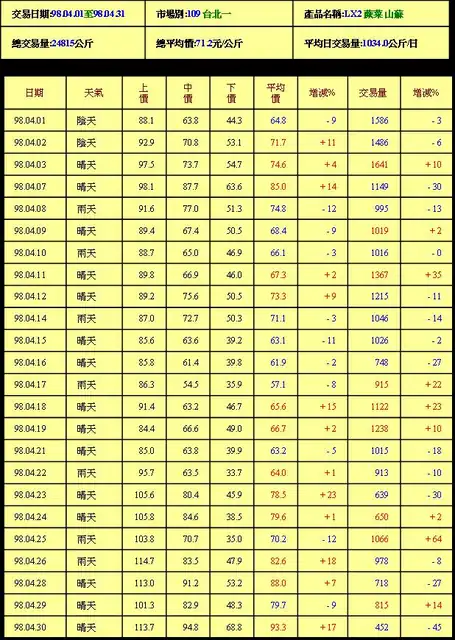 交易日期:98.04.01至98.04.31 市場別:109 台北一 產品名稱:LX2 蕨菜 山蘇
總交易量:24815公斤 總平均價:71.2元/公斤 平均日交易量:1034.0公斤/日
日期 天氣 上價 中價 下價 平均價 增減% 交易量 增減%
98.04.01 陰天 88.1 63.8 44.3 64.8 - 9 1586 - 3
98.04.02 陰天 92.9 70.8 53.1 71.7 +11 1486 - 6
98.04.03 晴天 97.5 73.7 54.7 74.6 +4 1641 +10
98.04.07 晴天 98.1 87.7 63.6 85.0 +14 1149 - 30
98.04.08 雨天 91.6 77.0 51.3 74.8 - 12 995 - 13
98.04.09 晴天 89.4 67.4 50.5 68.4 - 9 1019 +2
98.04.10 雨天 88.7 65.0 46.9 66.1 - 3 1016 - 0
98.04.11 晴天 89.8 66.9 46.0 67.3 +2 1367 +35
98.04.12 晴天 89.2 75.6 50.5 73.3 +9 1215 - 11
98.04.14 雨天 87.0 72.7 50.3 71.1 - 3 1046 - 14
98.04.15 晴天 85.6 63.6 39.2 63.1 - 11 1026 - 2
98.04.16 晴天 85.8 61.4 39.8 61.9 - 2 748 - 27
98.04.17 雨天 86.3 54.5 35.9 57.1 - 8 915 +22
98.04.18 晴天 91.4 63.2 46.7 65.6 +15 1122 +23
98.04.19 晴天 84.4 66.6 49.0 66.7 +2 1238 +10
98.04.21 晴天 85.0 63.8 39.9 63.2 - 5 1015 - 18
98.04.22 雨天 95.7 63.5 33.7 64.0 +1 913 - 10
98.04.23 晴天 105.6 80.4 45.9 78.5 +23 639 - 30
98.04.24 晴天 105.8 84.6 38.5 79.6 +1 650 +2
98.04.25 雨天 103.8 70.7 35.0 70.2 - 12 1066 +64
98.04.26 雨天 114.7 83.5 47.9 82.6 +18 978 - 8
98.04.28 晴天 113.0 91.2 53.2 88.0 +7 718 - 27
98.04.29 晴天 101.3 82.9 48.3 79.7 - 9 815 +14
98.04.30 晴天 113.7 94.8 68.8 93.3 +17 452 - 45